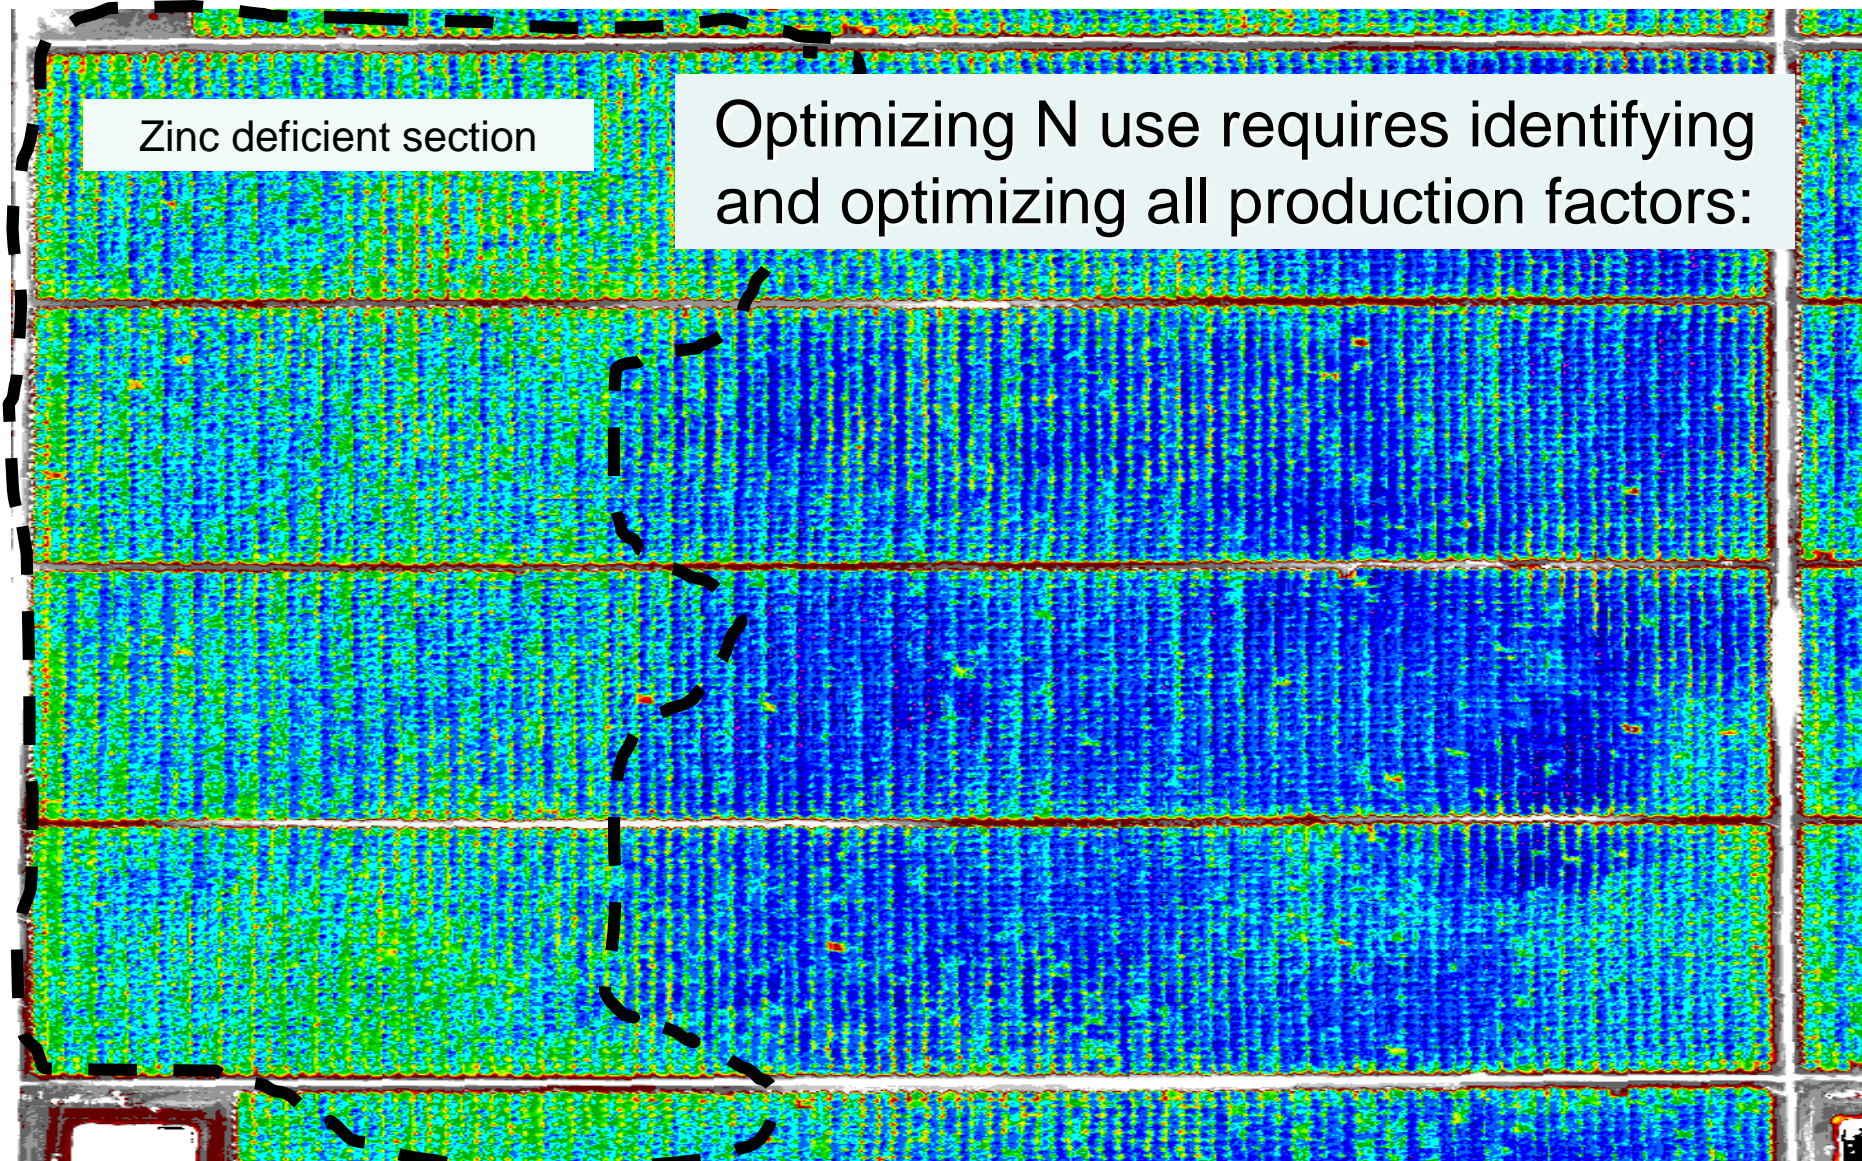 Zinc deficient section
Optimizing N use requires identifying
and optimizing all production factors: